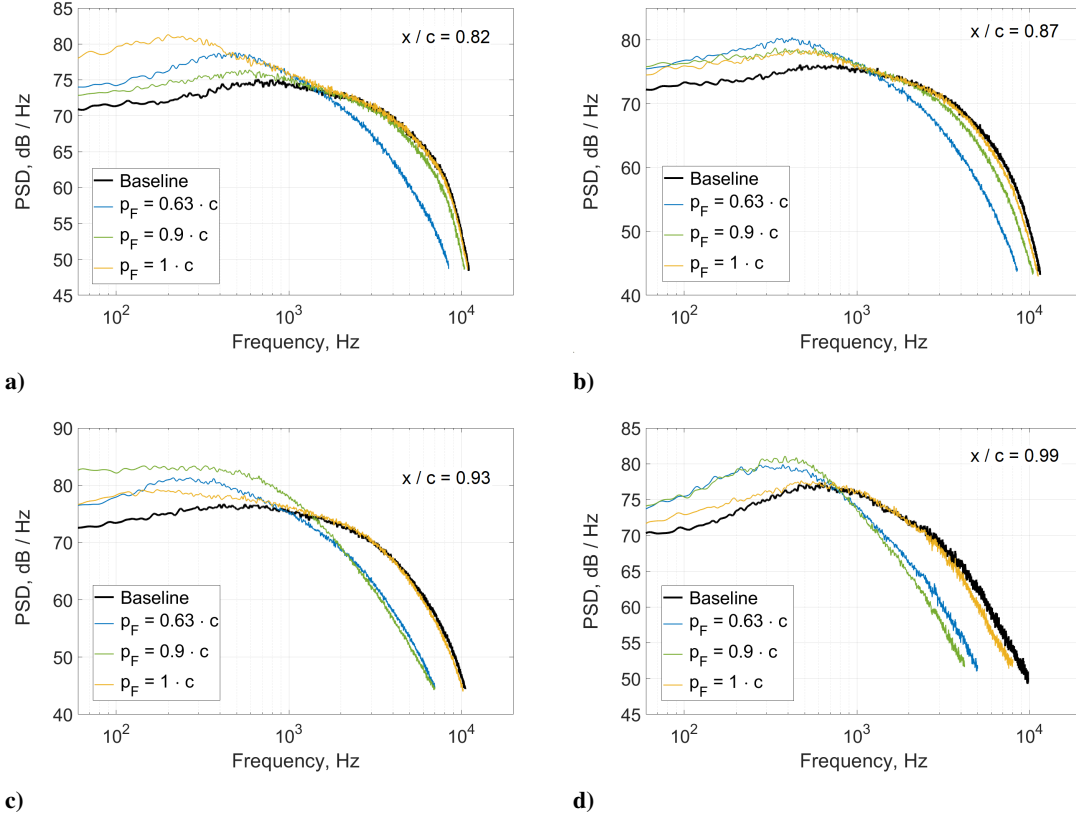 85
80
75
70
65
60
55
50
45
PSD, dB / Hz
x / c = 0.82
Baseline
p_F = 0.63 · c
p_F = 0.9 · c
p_F = 1 · c
10^2
10^3
10^4
Frequency, Hz
a)
80
70
60
50
40
PSD, dB / Hz
x / c = 0.87
Baseline
p_F = 0.63 · c
p_F = 0.9 · c
p_F = 1 · c
10^2
10^3
10^4
Frequency, Hz
b)
90
80
70
60
50
40
PSD, dB / Hz
x / c = 0.93
Baseline
p_F = 0.63 · c
p_F = 0.9 · c
p_F = 1 · c
10^2
10^3
10^4
Frequency, Hz
c)
85
80
75
70
65
60
55
50
45
PSD, dB / Hz
x / c = 0.99
Baseline
p_F = 0.63 · c
p_F = 0.9 · c
p_F = 1 · c
10^2
10^3
10^4
Frequency, Hz
d)